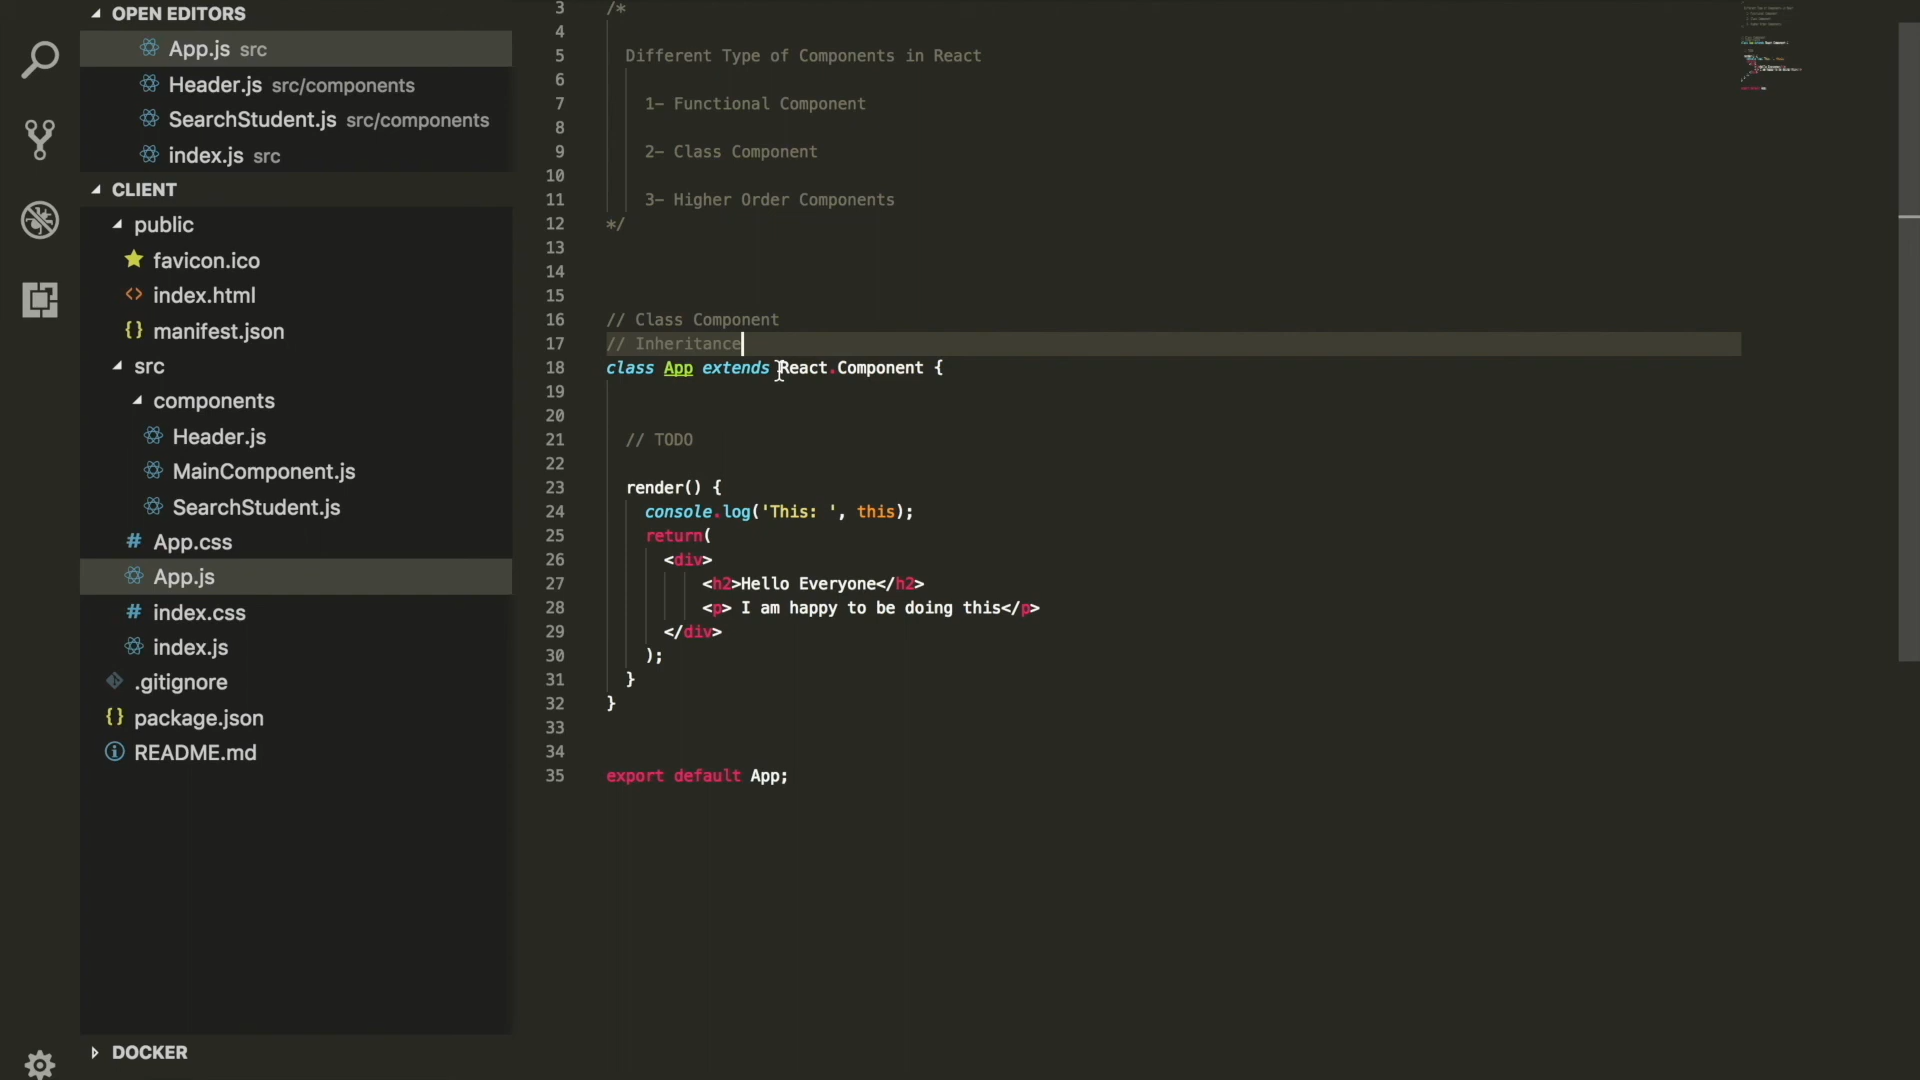 OPEN EDITORS
App.js src
Header.js src/components
SearchStudent.js src/components
index.js src
CLIENT
public
favicon.ico
<> index.html
{} manifest.json
src
components
Header.js
MainComponent.js
SearchStudent.js
# App.css
App.js
# index.css
index.js
.gitignore
{} package.json
README.md
DOCKER
3 /*
4
5 Different Type of Components in React
6
7 1- Functional Component
8
9 2- Class Component
10
11 3- Higher Order Components
12 */
13
14
15
16 // Class Component
17 // Inheritance
18 class App extends React.Component {
19
20
21 // TODO
22
23 render() {
24 console.log('This: ', this);
25 return(
26 <div>
27 <h2>Hello Everyone</h2>
28 <p> I am happy to be doing this</p>
29 </div>
30 );
31 }
32 }
33
34
35 export default App;